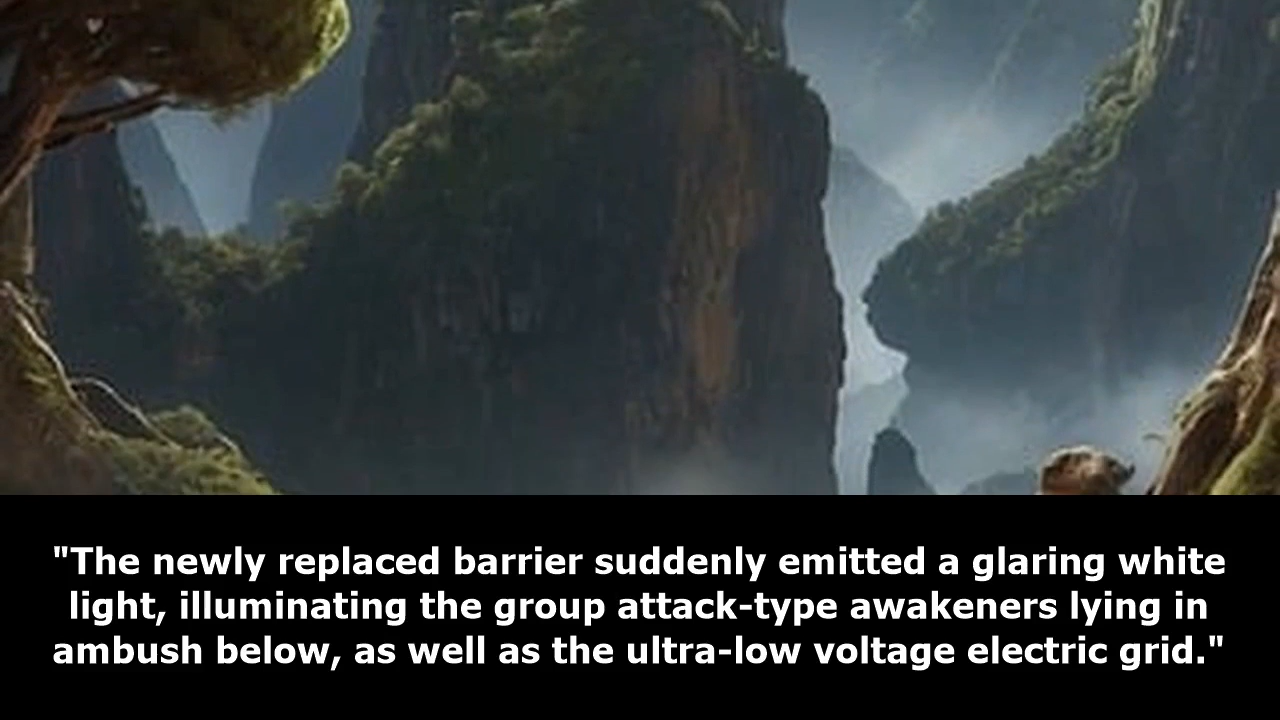 "The newly replaced barrier suddenly emitted a glaring white
light, illuminating the group attack-type awakeners lying in
ambush below, as well as the ultra-low voltage electric grid."